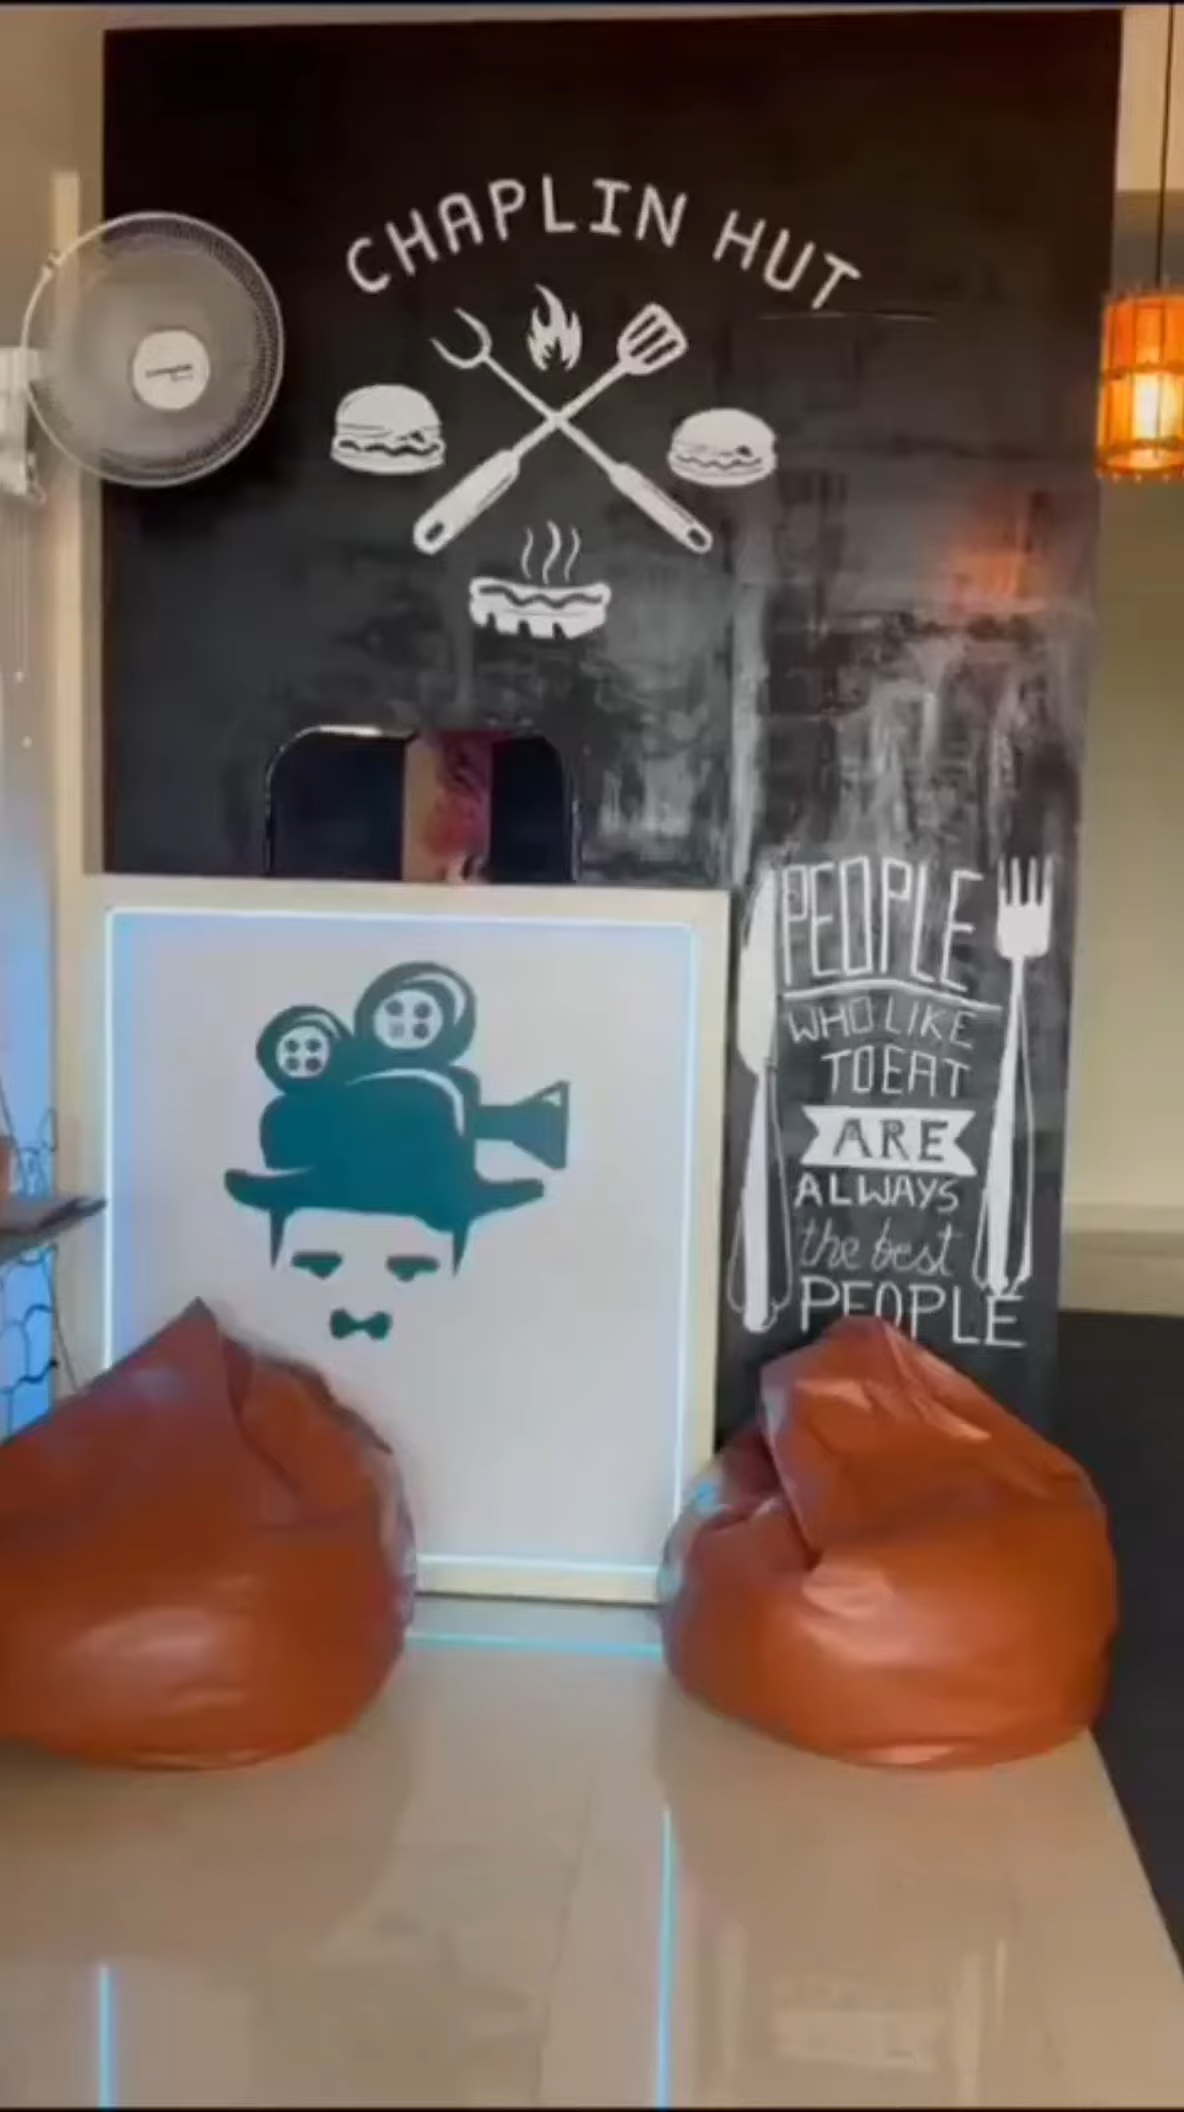 CHAPLIN HUT
PEOPLE
WHO LIKE
TO EAT
ARE
ALWAYS
the best
PEOPLE